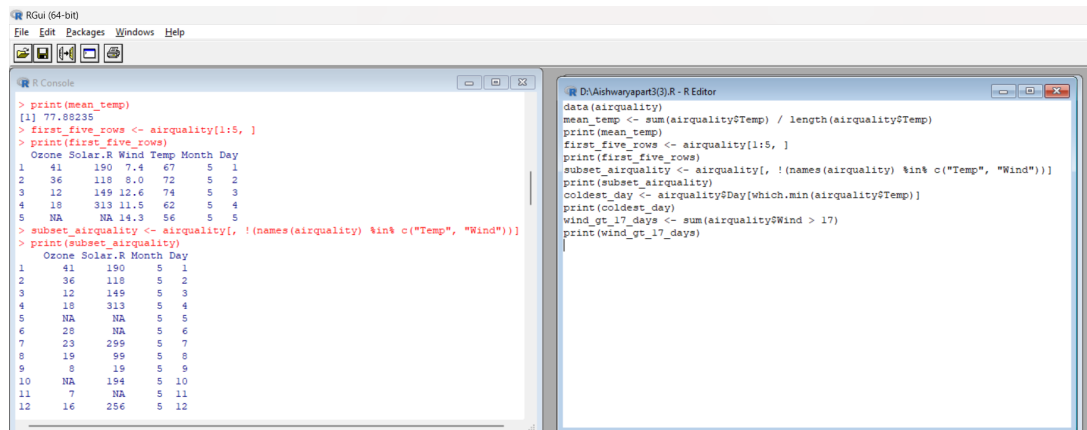 RGui (64-bit)
File Edit Packages Windows Help
R Console
> print(mean_temp)
[1] 77.88235
> first_five_rows <- airquality[1:5, ]
> print(first_five_rows)
  Ozone Solar.R Wind Temp Month Day
1    41     190  7.4   67     5   1
2    36     118  8.0   72     5   2
3    12     149 12.6   74     5   3
4    18     313 11.5   62     5   4
5    NA      NA 14.3   56     5   5
> subset_airquality <- airquality[, !(names(airquality) %in% c("Temp", "Wind"))]
> print(subset_airquality)
    Ozone Solar.R Month Day
1      41     190     5   1
2      36     118     5   2
3      12     149     5   3
4      18     313     5   4
5      NA      NA     5   5
6      28      NA     5   6
7      23     299     5   7
8      19      99     5   8
9       8      19     5   9
10     NA     194     5  10
11      7      NA     5  11
12     16     256     5  12
D:\Aishwaryapart3(3).R - R Editor
data(airquality)
mean_temp <- sum(airquality$Temp) / length(airquality$Temp)
print(mean_temp)
first_five_rows <- airquality[1:5, ]
print(first_five_rows)
subset_airquality <- airquality[, !(names(airquality) %in% c("Temp", "Wind"))]
print(subset_airquality)
coldest_day <- airquality$Day[which.min(airquality$Temp)]
print(coldest_day)
wind_gt_17_days <- sum(airquality$Wind > 17)
print(wind_gt_17_days)